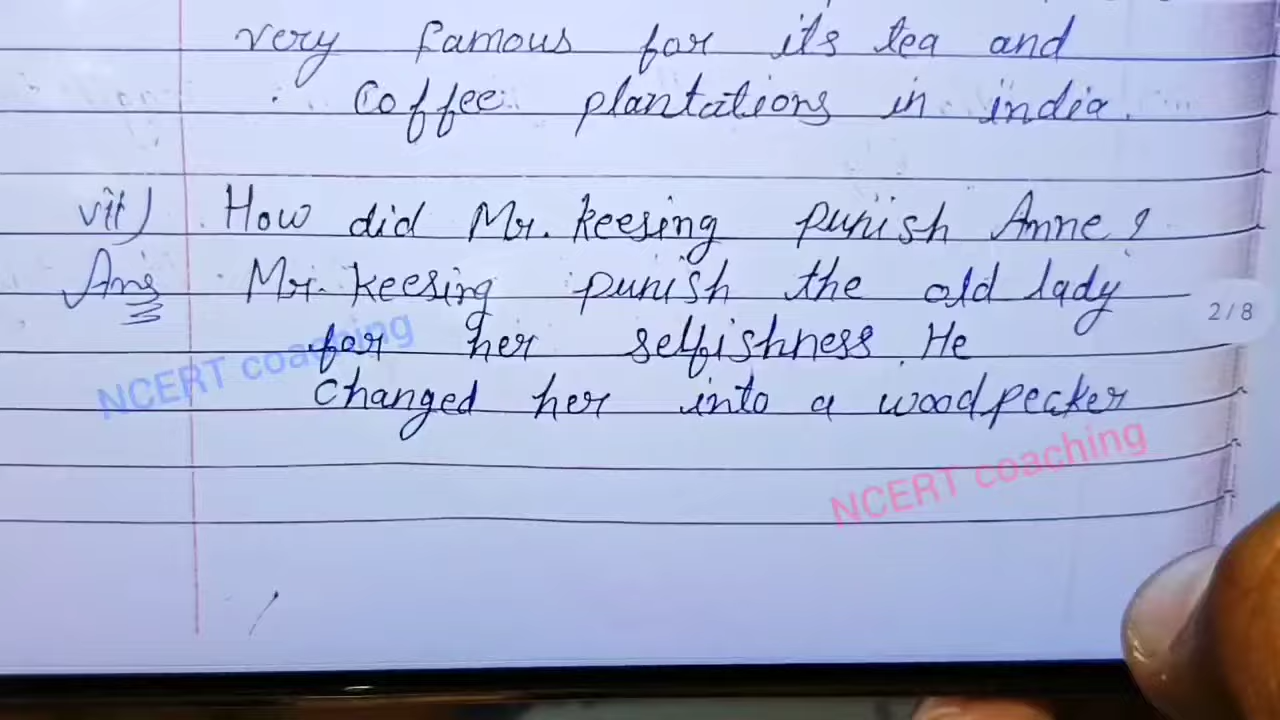 very famous for its tea and
Coffee plantations in india.
vii) How did Mr. keesing punish Anne?
Ans Mr. keesing punish the old lady
for her selfishness. He
NCERT coaching
changed her into a woodpecker
NCERT coaching
2/8